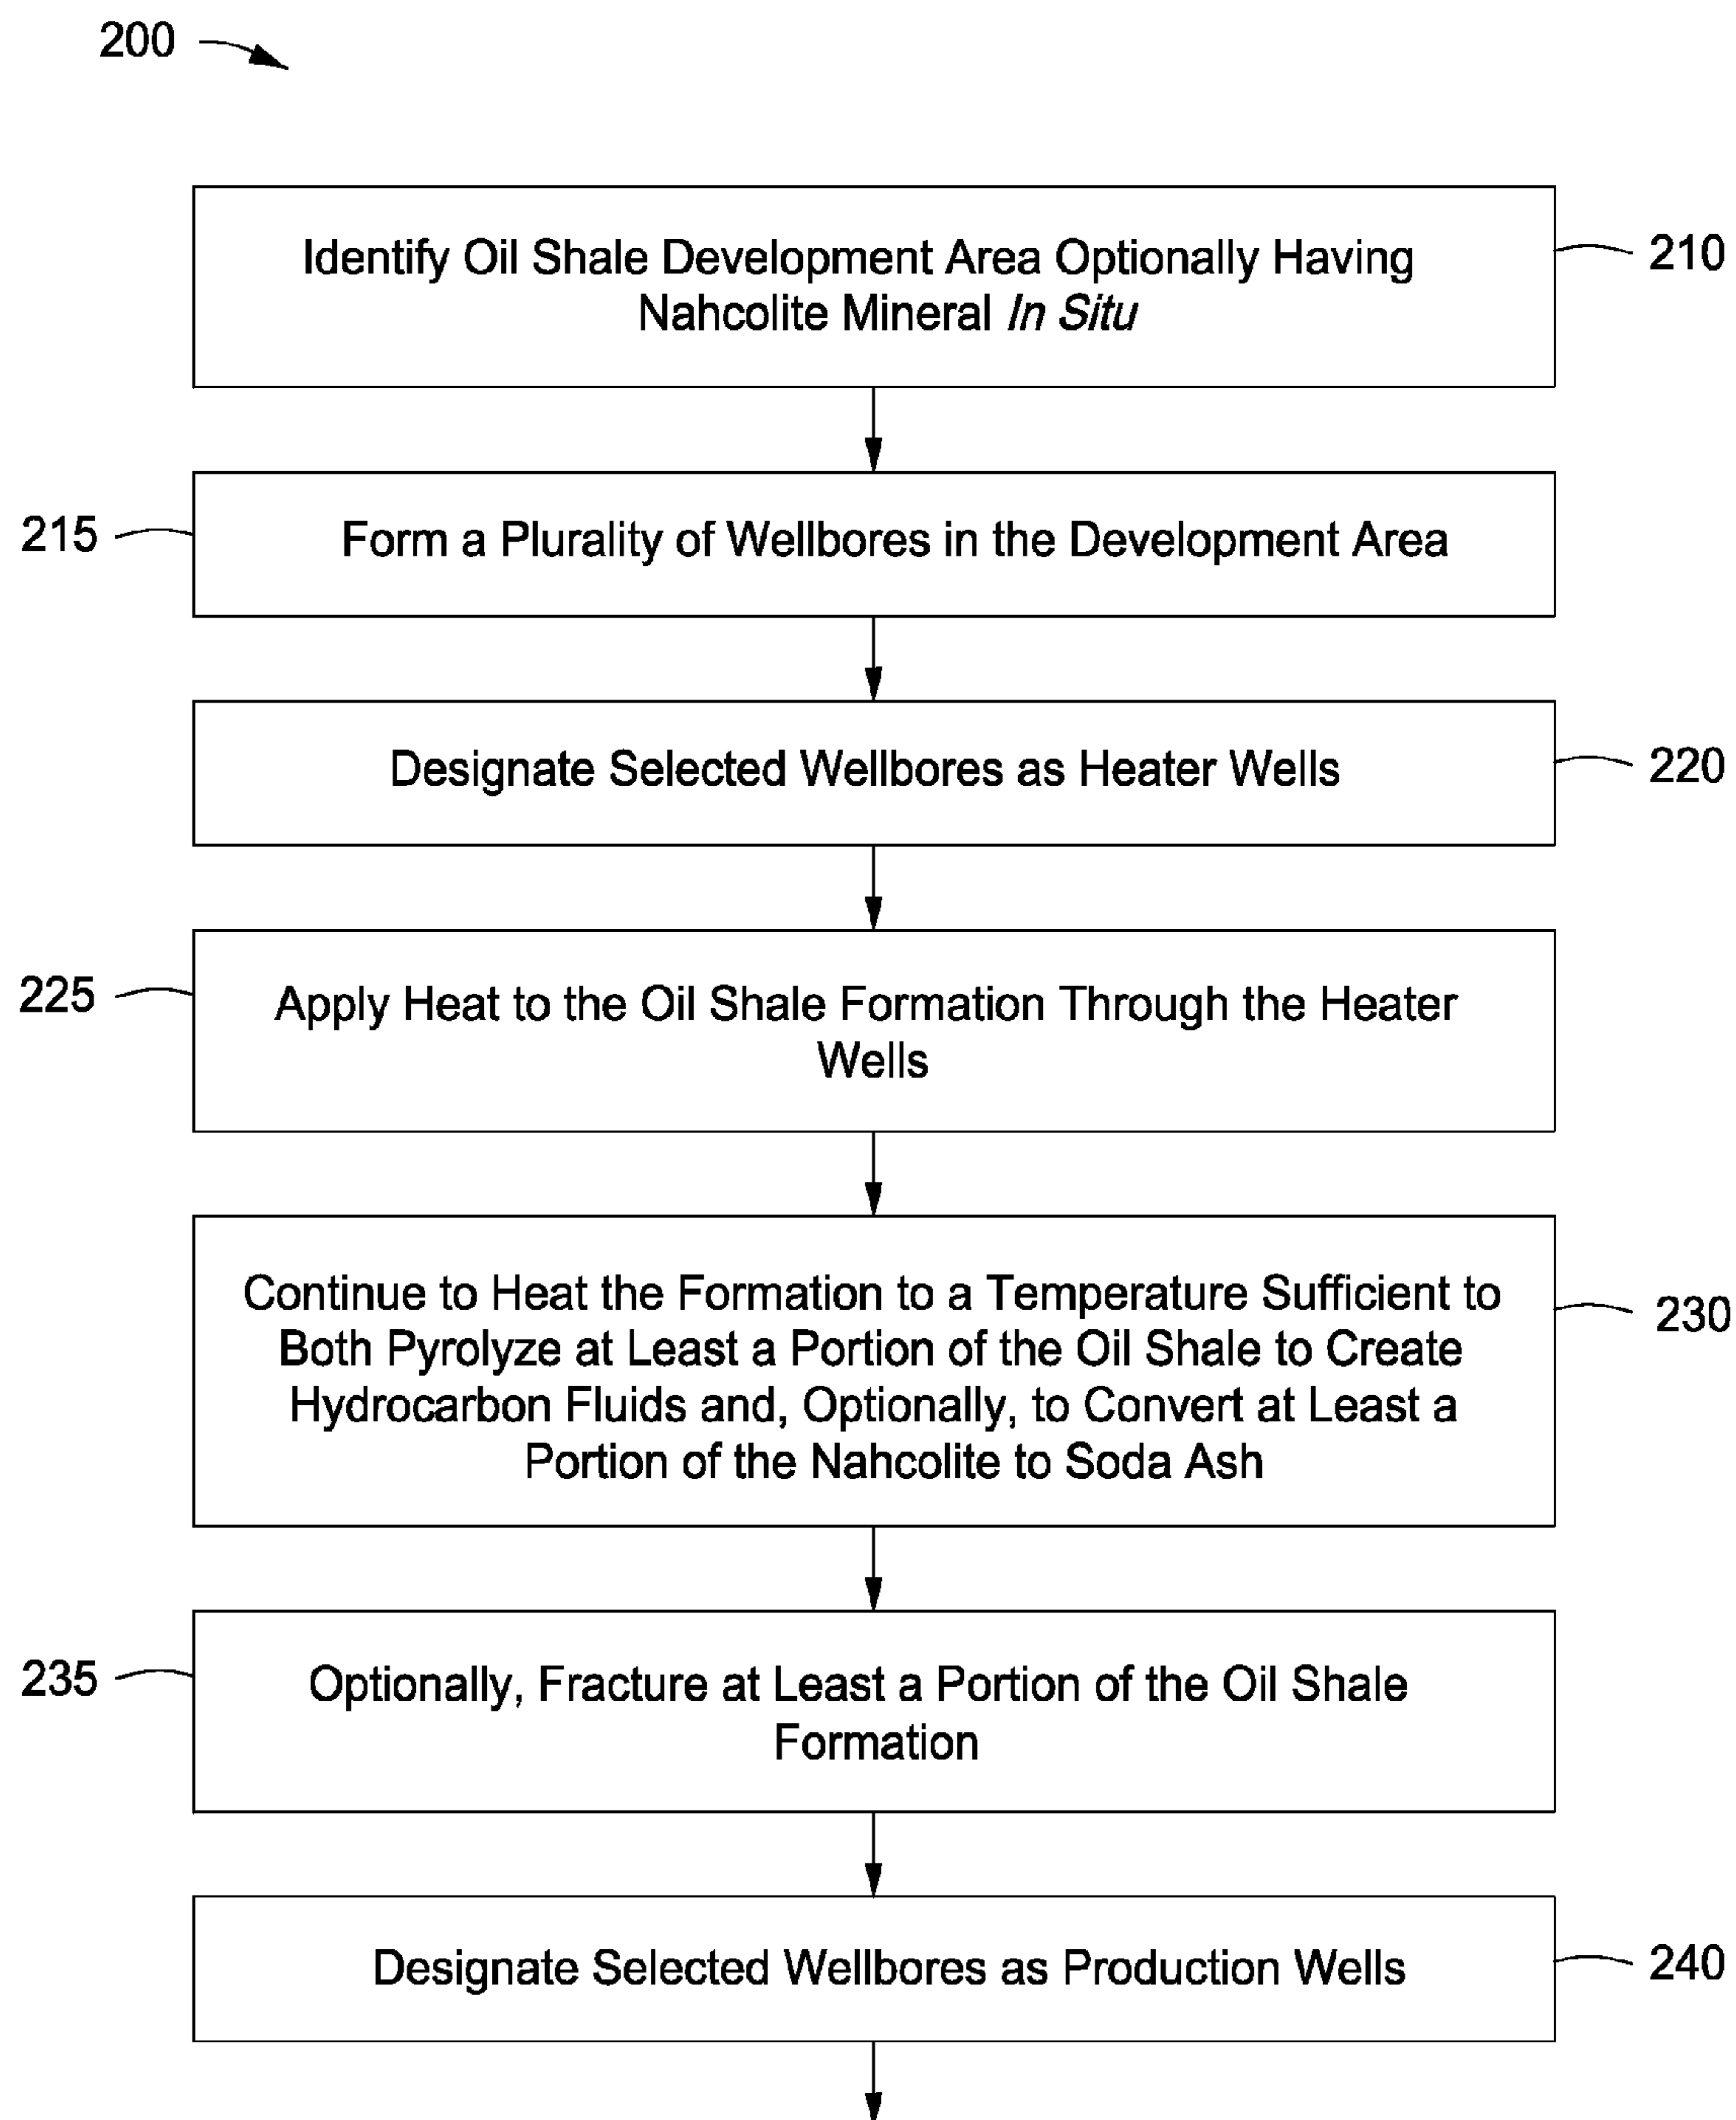 200
Identify Oil Shale Development Area Optionally Having
Nahcolite Mineral In Situ
210
215
Form a Plurality of Wellbores in the Development Area
Designate Selected Wellbores as Heater Wells
220
225
Apply Heat to the Oil Shale Formation Through the Heater
Wells
Continue to Heat the Formation to a Temperature Sufficient to
Both Pyrolyze at Least a Portion of the Oil Shale to Create
Hydrocarbon Fluids and, Optionally, to Convert at Least a
Portion of the Nahcolite to Soda Ash
230
235
Optionally, Fracture at Least a Portion of the Oil Shale
Formation
Designate Selected Wellbores as Production Wells
240